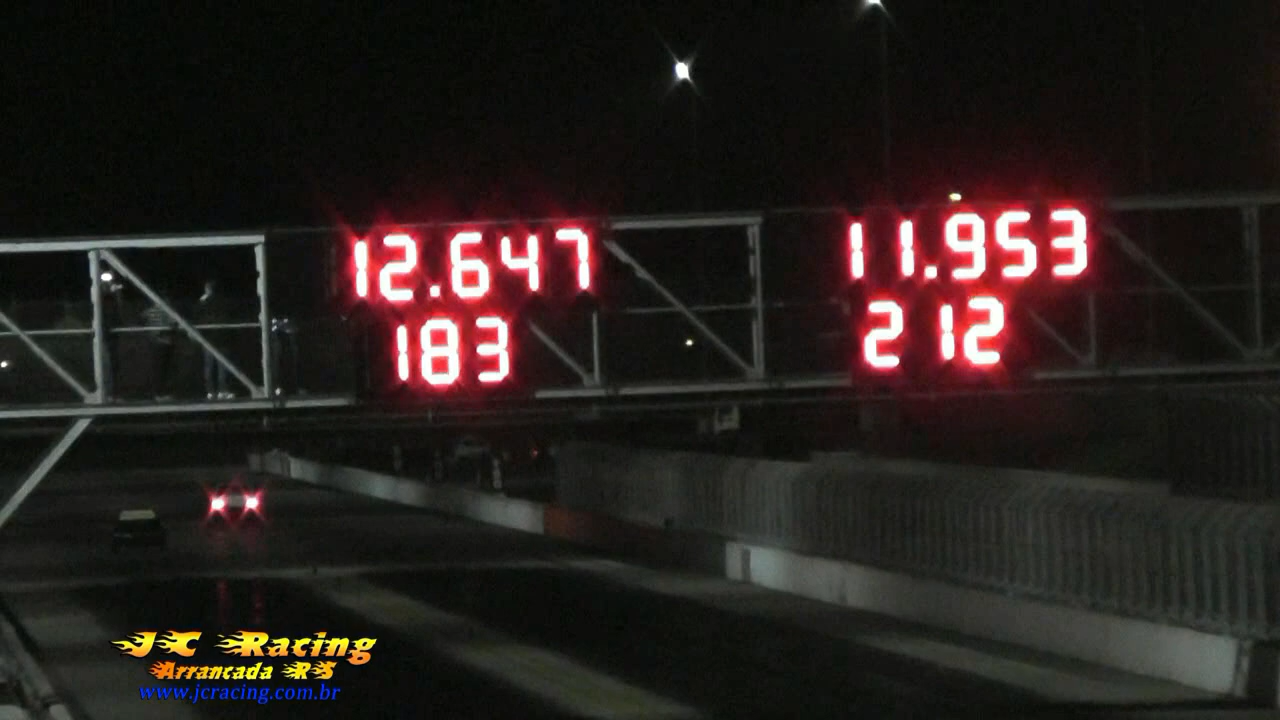 12.647
183
11.953
212
JC Racing
Arrancada RS
www.jcracing.com.br